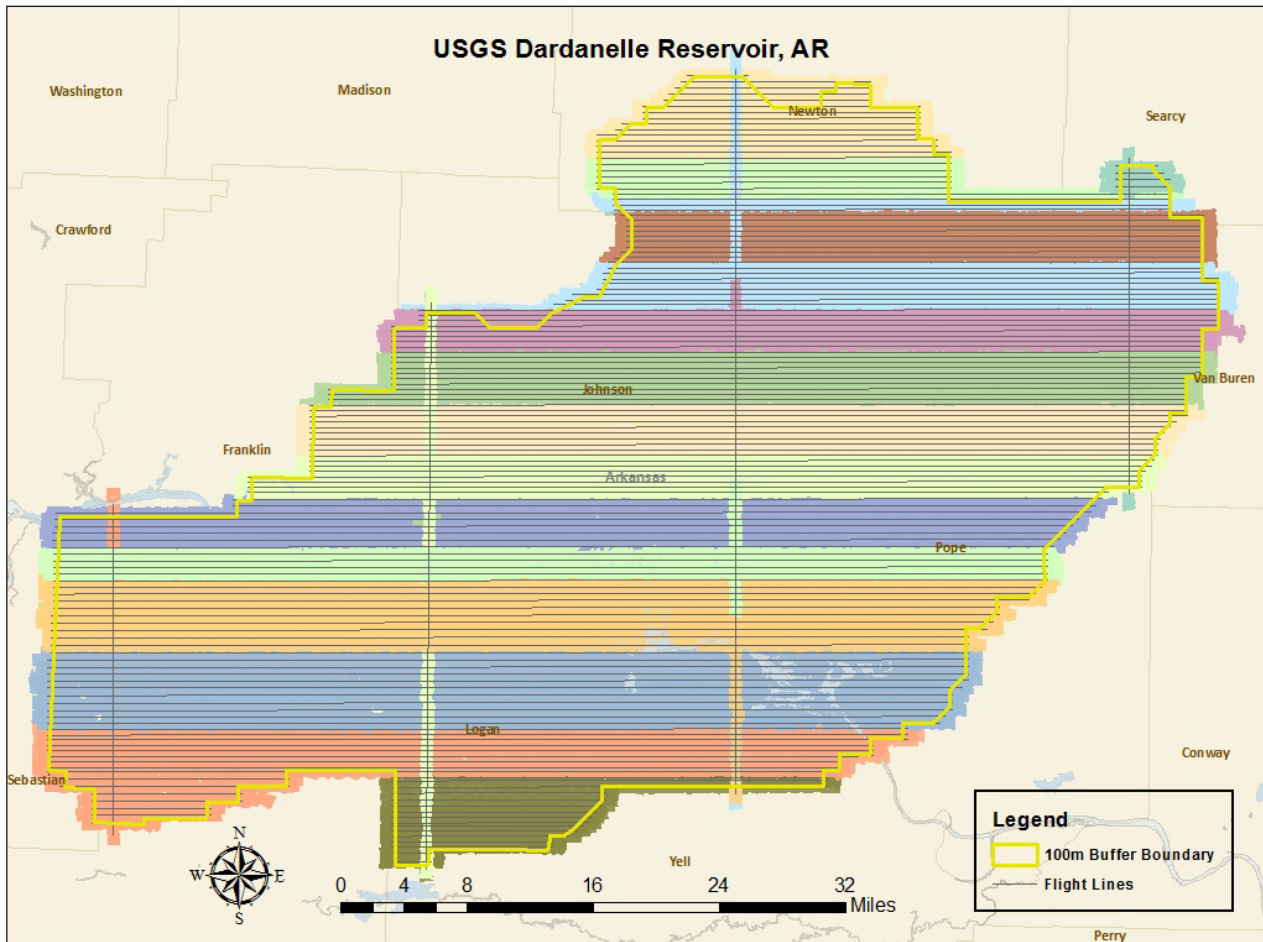 USGS Dardanelle Reservoir, AR
Washington
Madison
Newton
Searcy
Crawford
Johnson
Van Buren
Franklin
Arkansas
Pope
Logan
Sebastian
Conway
Yell
Perry
N
W
E
S
0 4 8 16 24 32
Miles
Legend
100m Buffer Boundary
Flight Lines